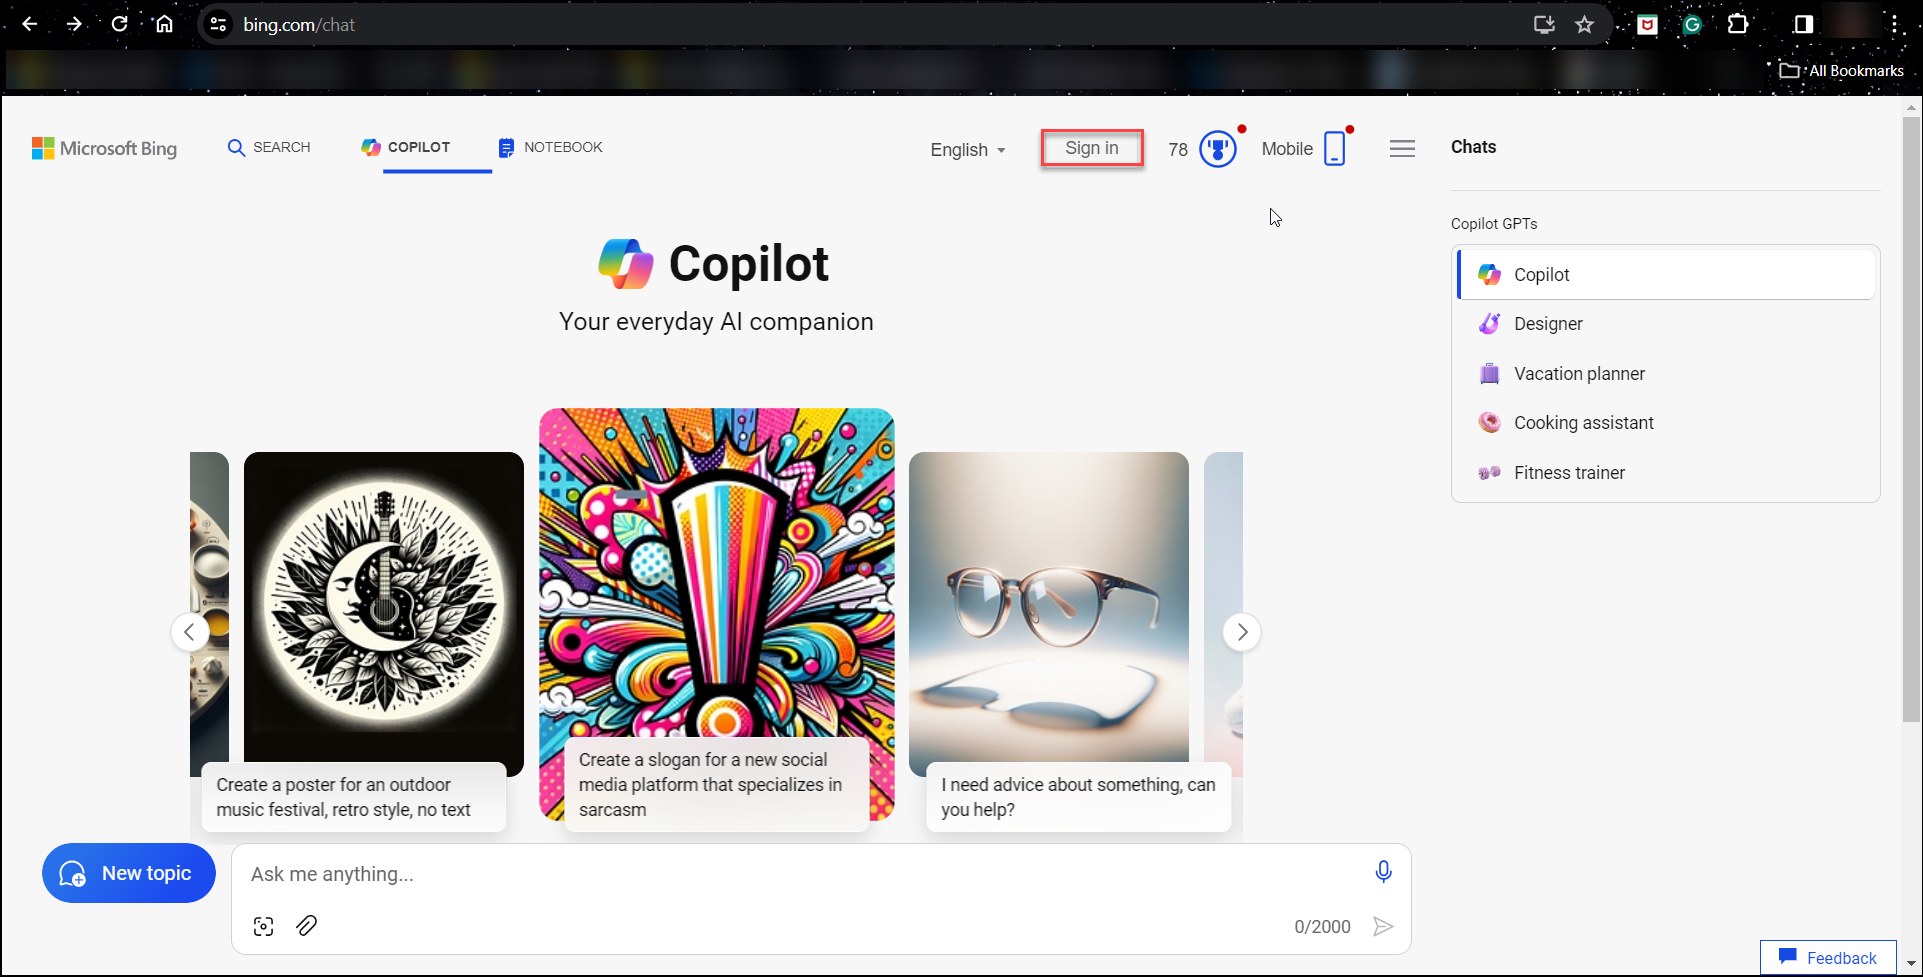 bing.com/chat
All Bookmarks
Microsoft Bing
SEARCH
COPILOT
NOTEBOOK
English
Sign in
78
Mobile
Chats
Copilot
Your everyday AI companion
Copilot GPTs
Copilot
Designer
Vacation planner
Cooking assistant
Fitness trainer
Create a poster for an outdoor
music festival, retro style, no text
Create a slogan for a new social
media platform that specializes in
sarcasm
I need advice about something, can
you help?
New topic
Ask me anything...
0/2000
Feedback